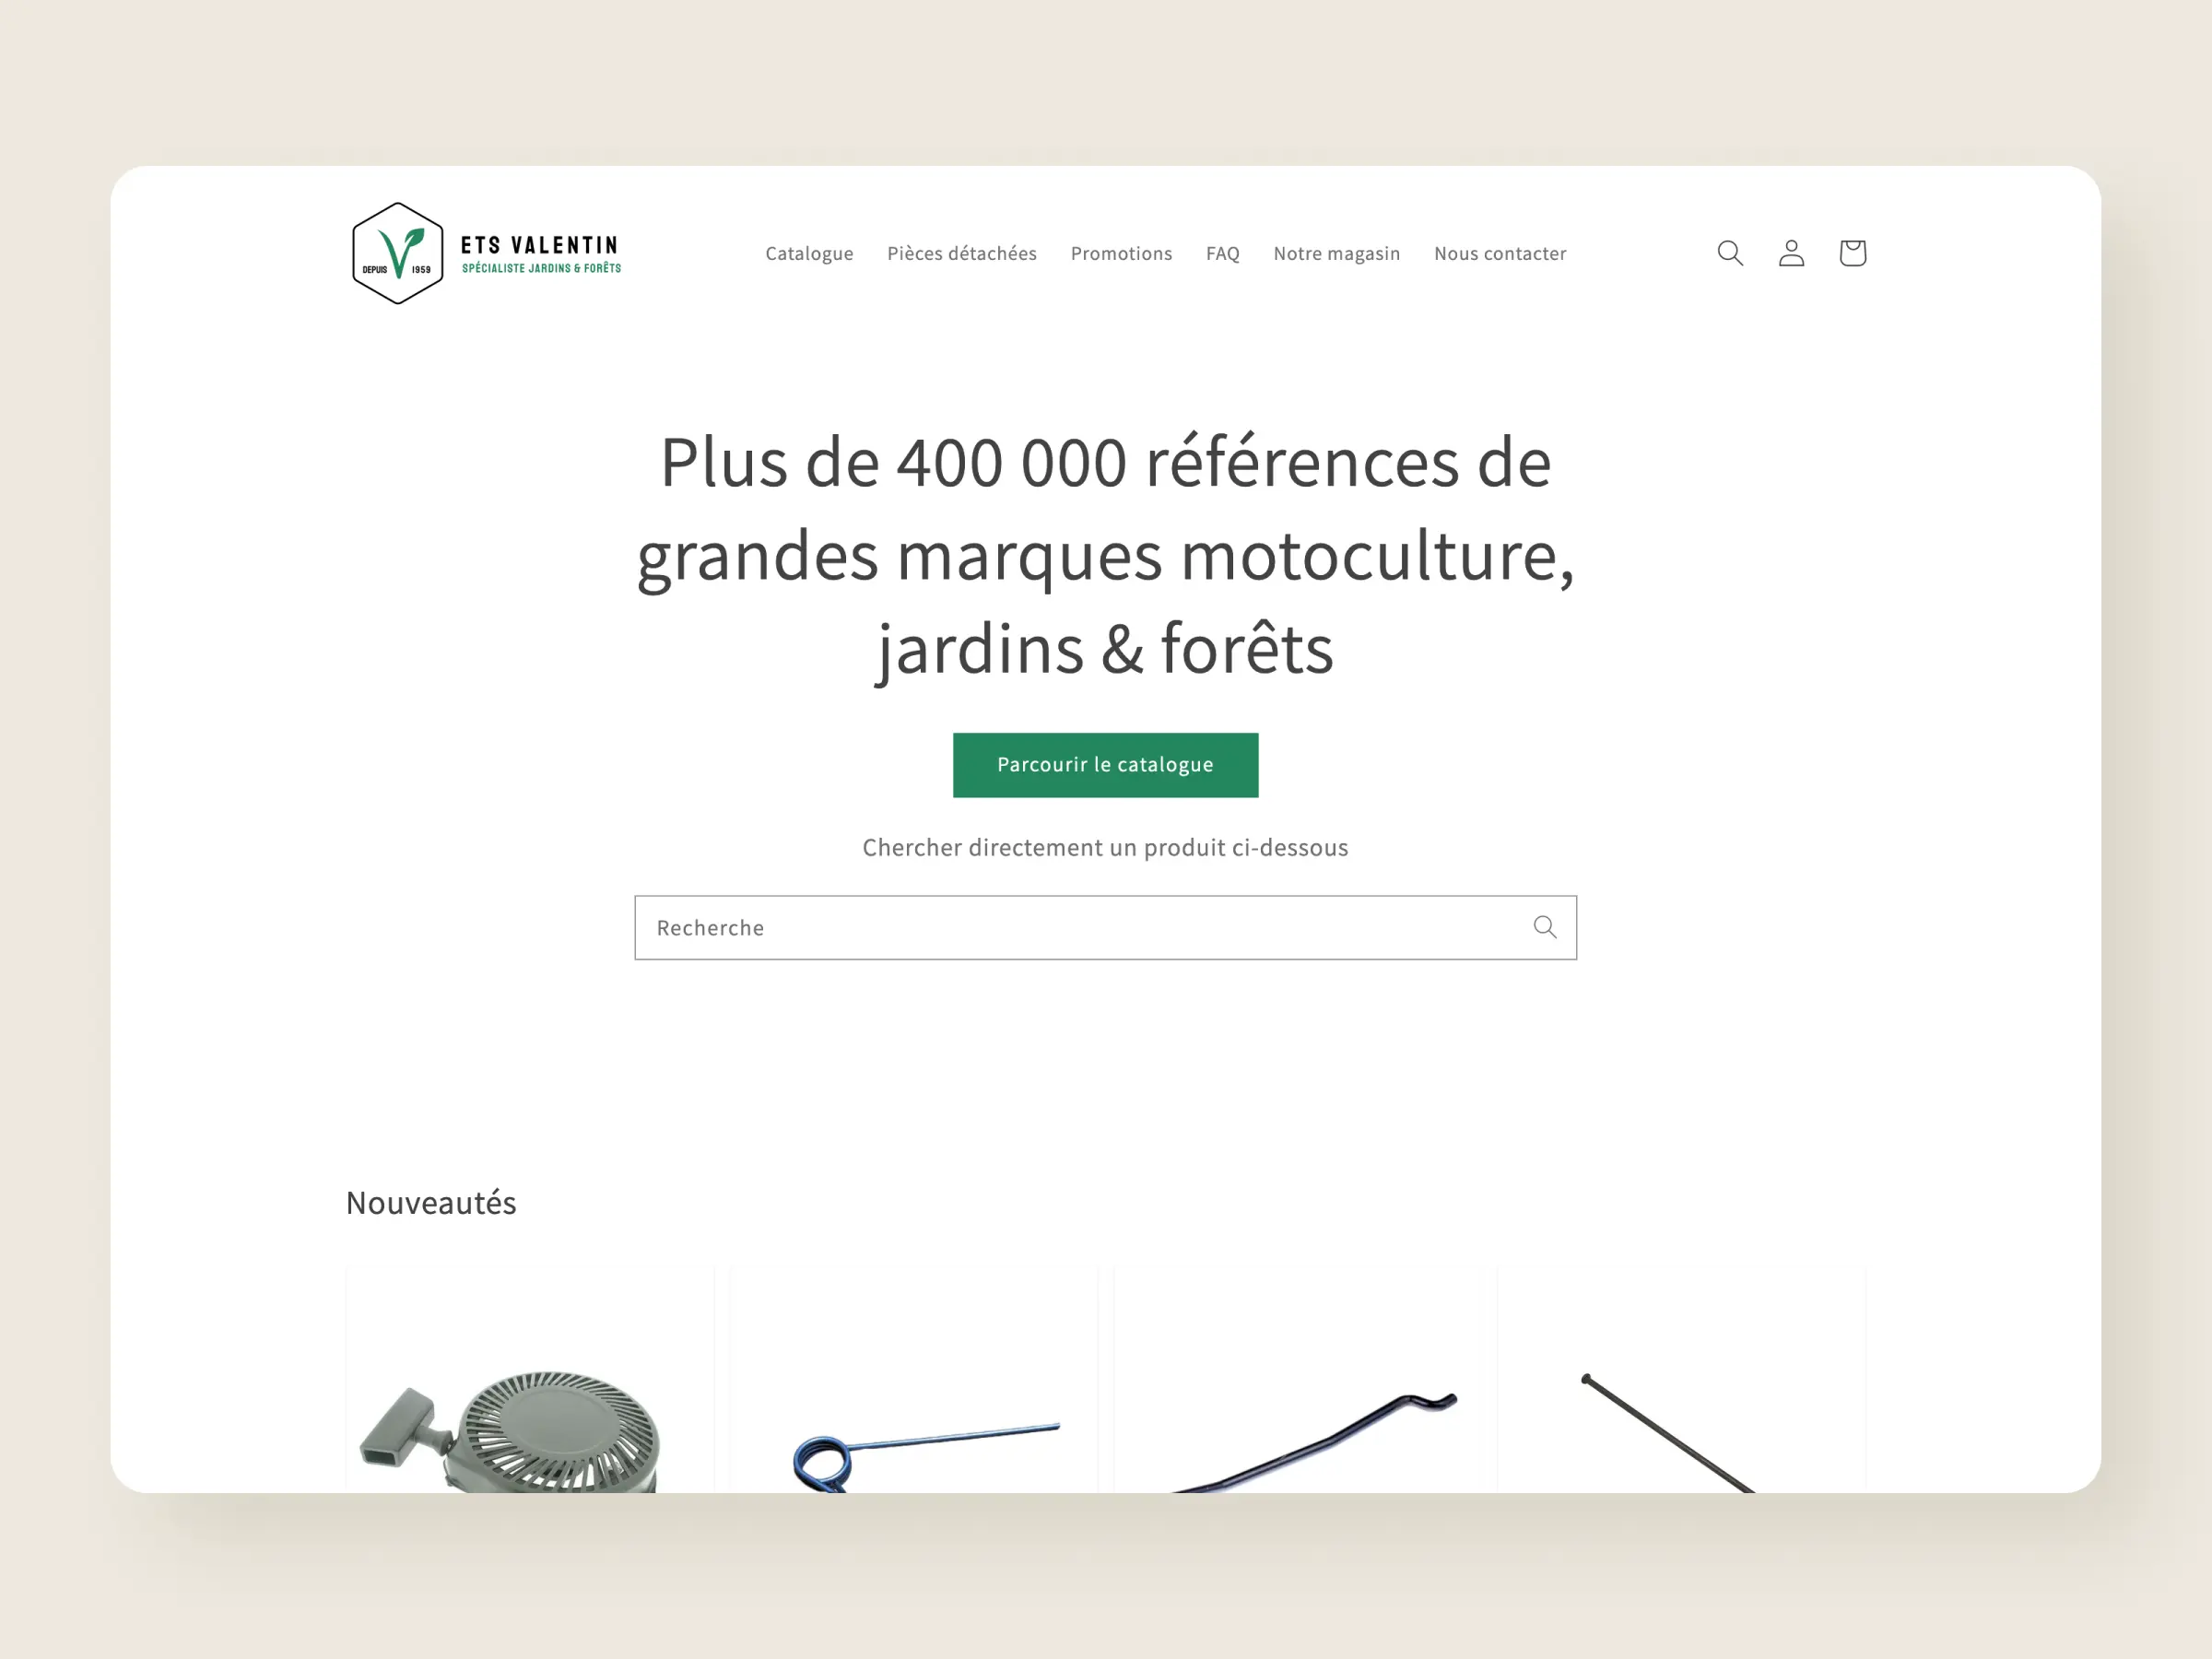 DEPUIS 1959
ETS VALENTIN
SPÉCIALISTE JARDINS & FORÊTS
Catalogue Pièces détachées Promotions FAQ Notre magasin Nous contacter
Plus de 400 000 références de
grandes marques motoculture,
jardins & forêts
Parcourir le catalogue
Chercher directement un produit ci-dessous
Recherche
Nouveautés